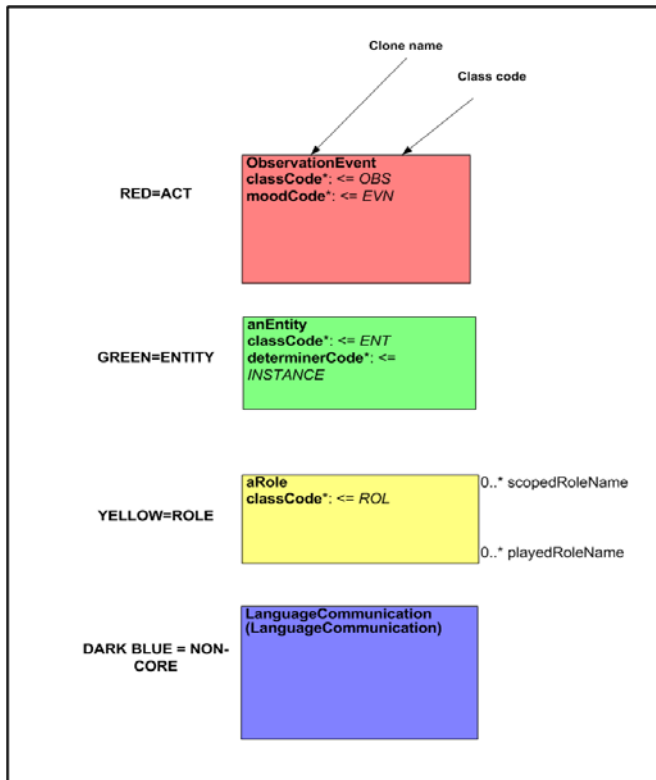 Clone name
Class code
ObservationEvent
classCode*: <= OBS
moodCode*: <= EVN
RED=ACT
anEntity
classCode*: <= ENT
determinerCode*: <=
INSTANCE
GREEN=ENTITY
aRole
classCode*: <= ROL
0..* scopedRoleName
YELLOW=ROLE
0..* playedRoleName
LanguageCommunication
(LanguageCommunication)
DARK BLUE = NON-
CORE